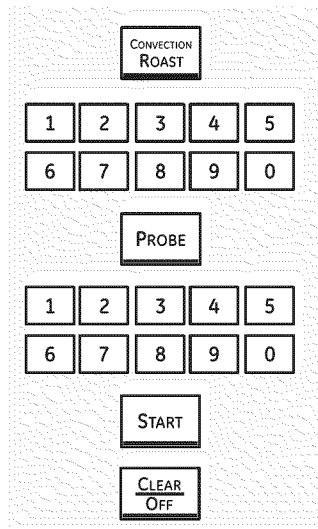 CONVECTION
ROAST
1 2 3 4 5
6 7 8 9 0
PROBE
1 2 3 4 5
6 7 8 9 0
START
CLEAR
OFF